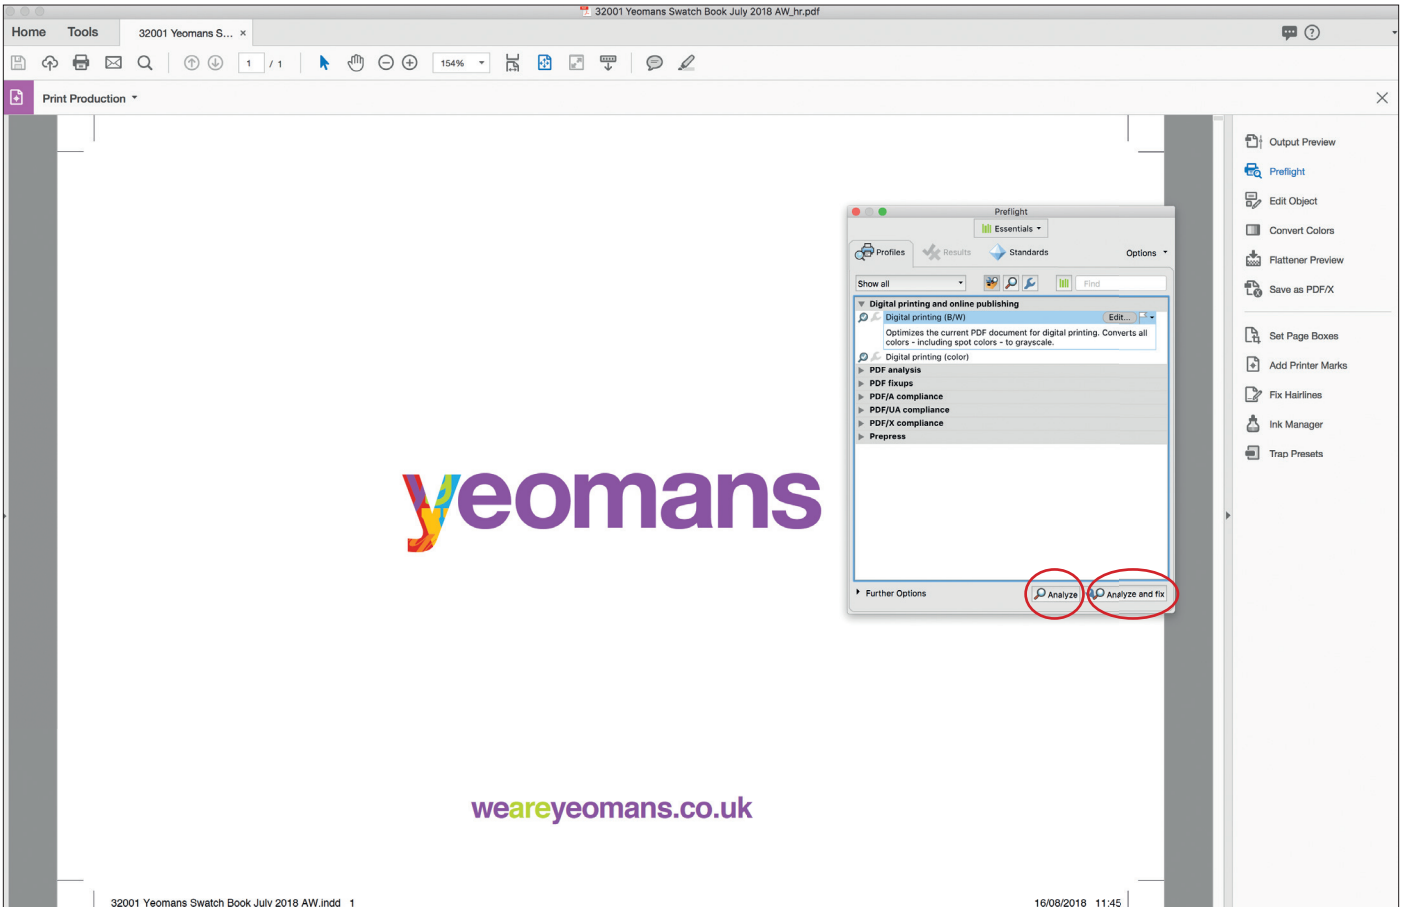 32001 Yeomans Swatch Book July 2018 AW_hr.pdf
Home Tools 32001 Yeomans S... ×
1 / 1 154%
Print Production
Output Preview
Preflight
Edit Object
Convert Colors
Flattener Preview
Save as PDF/X
Set Page Boxes
Add Printer Marks
Fix Hairlines
Ink Manager
Trap Presets
Preflight
Essentials
Profiles Results Standards Options
Show all Find
Digital printing and online publishing
Digital printing (B/W) Edit...
Optimizes the current PDF document for digital printing. Converts all
colors - including spot colors - to grayscale.
Digital printing (color)
PDF analysis
PDF fixups
PDF/A compliance
PDF/UA compliance
PDF/X compliance
Prepress
Further Options Analyze Analyze and fix
yeomans
weareyeomans.co.uk
32001 Yeomans Swatch Book July 2018 AW.indd 1 16/08/2018 11:45